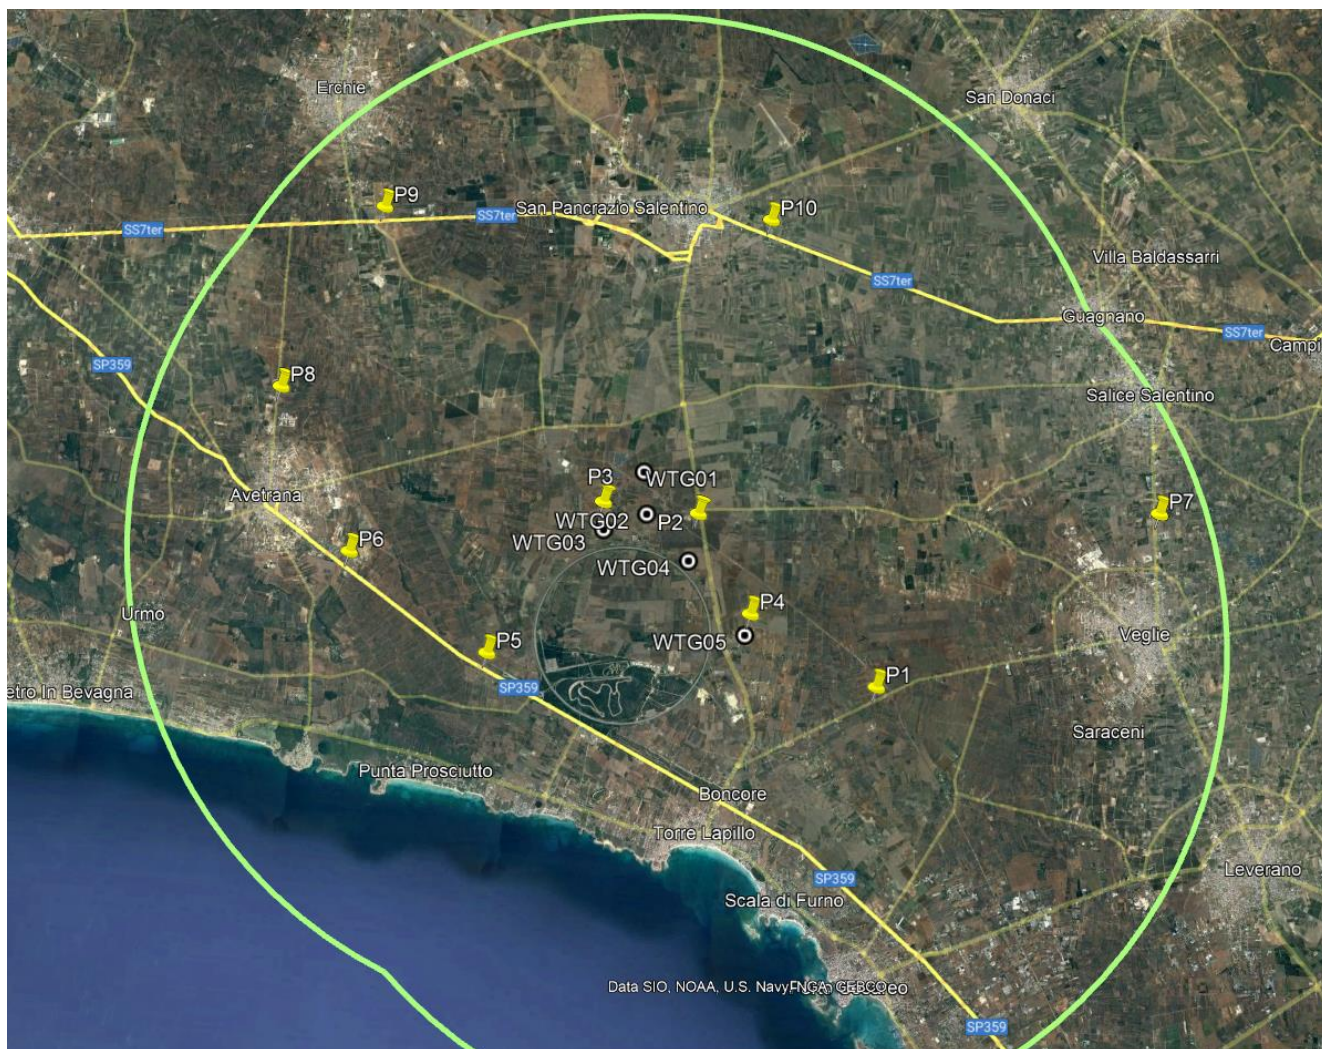 Erchie
San Donaci
P9
San Pancrazio Salentino
P10
SS7ter
SS7ter
Villa Baldassarri
SS7ter
Guagnano
SS7ter
Campi
SP359
P8
Salice Salentino
P3
WTG01
Avetrana
P7
WTG02
P2
WTG03
P6
WTG04
P4
Urmo
WTG05
Veglie
P5
P1
SP359
etro In Bevagna
Saraceni
Punta Prosciutto
Boncore
Torre Lapillo
Leverano
SP359
Scala di Furno
Data SIO, NOAA, U.S. Navy, NGA, GEBCO
SP359